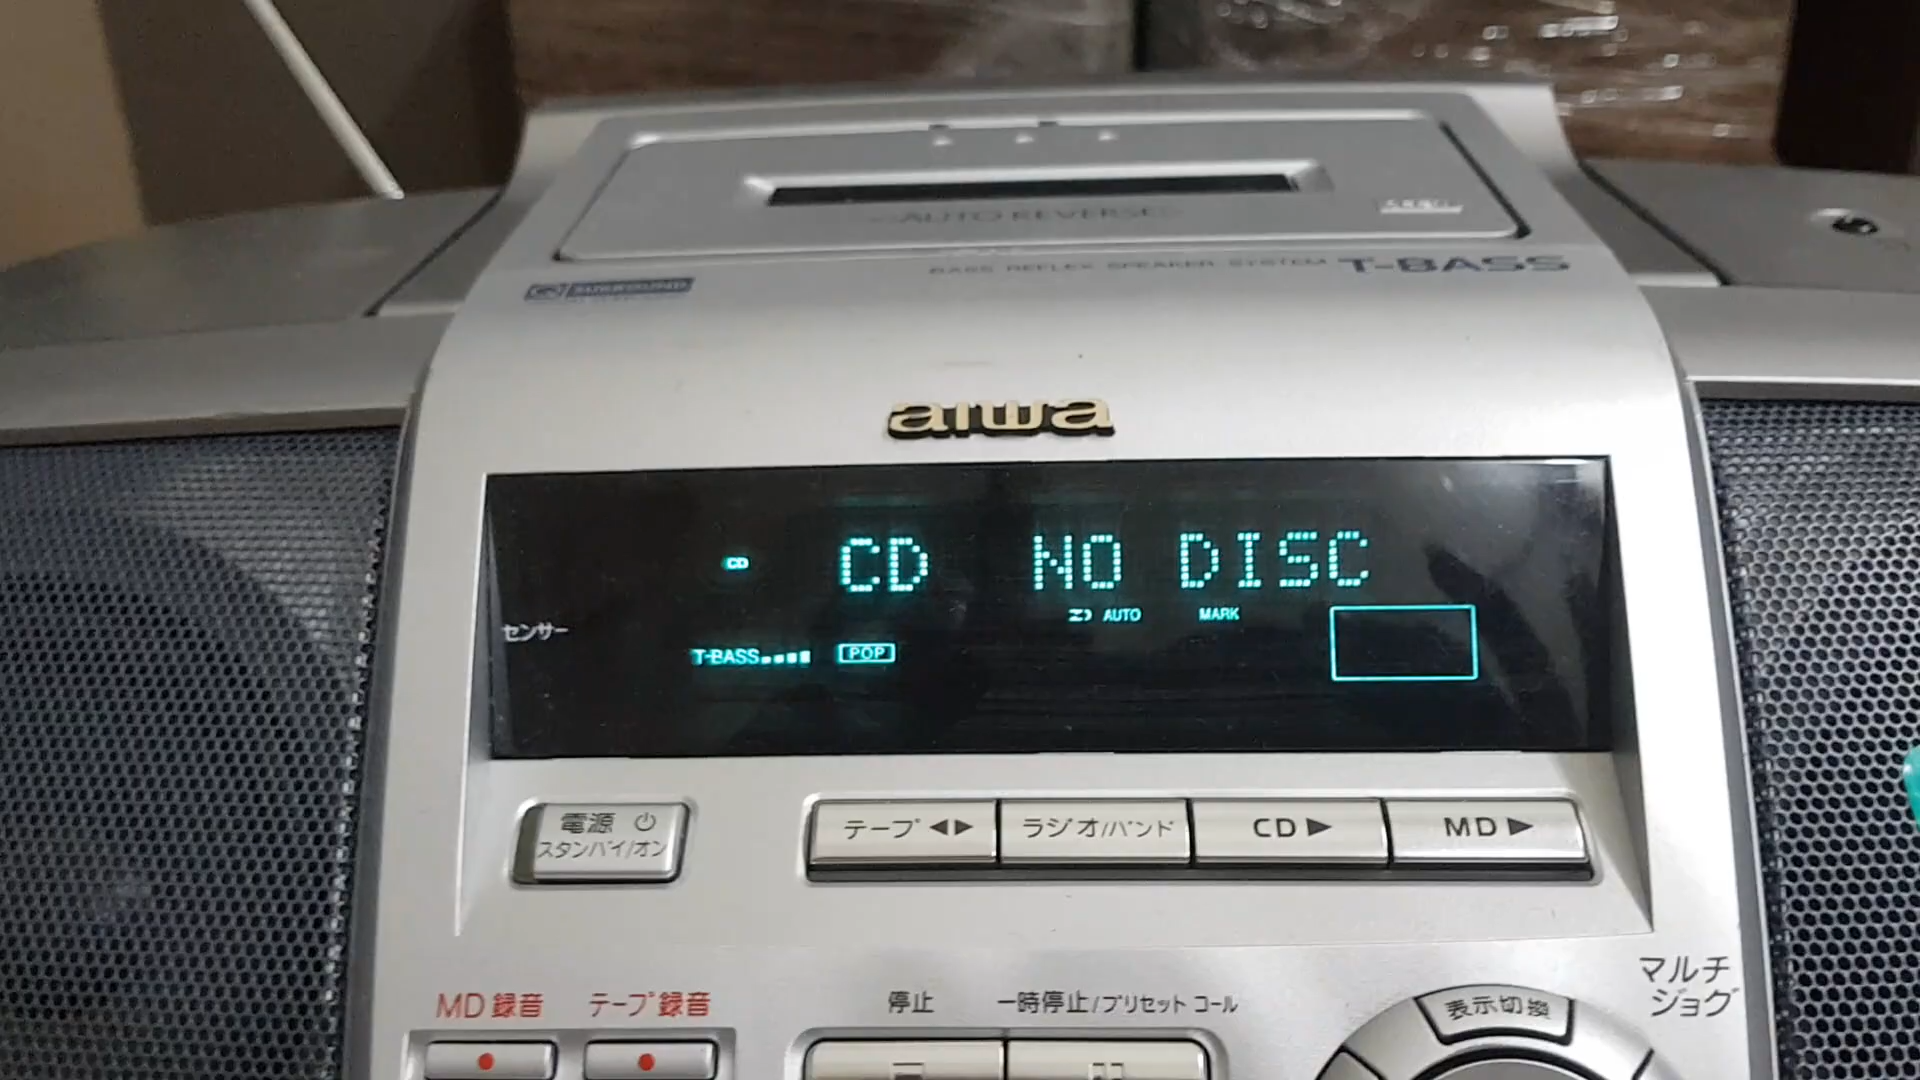 AUTO REVERSE
BASS REFLEX SPEAKER SYSTEM T-BASS
Q SURROUND
aiwa
CD CD NO DISC
AUTO MARK
センサー
T-BASS POP
電源
スタンバイ/オン
テープ ラジオ/バンド CD MD
マルチ
ジョグ
MD録音 テープ録音 停止 一時停止/プリセットコール 表示切換